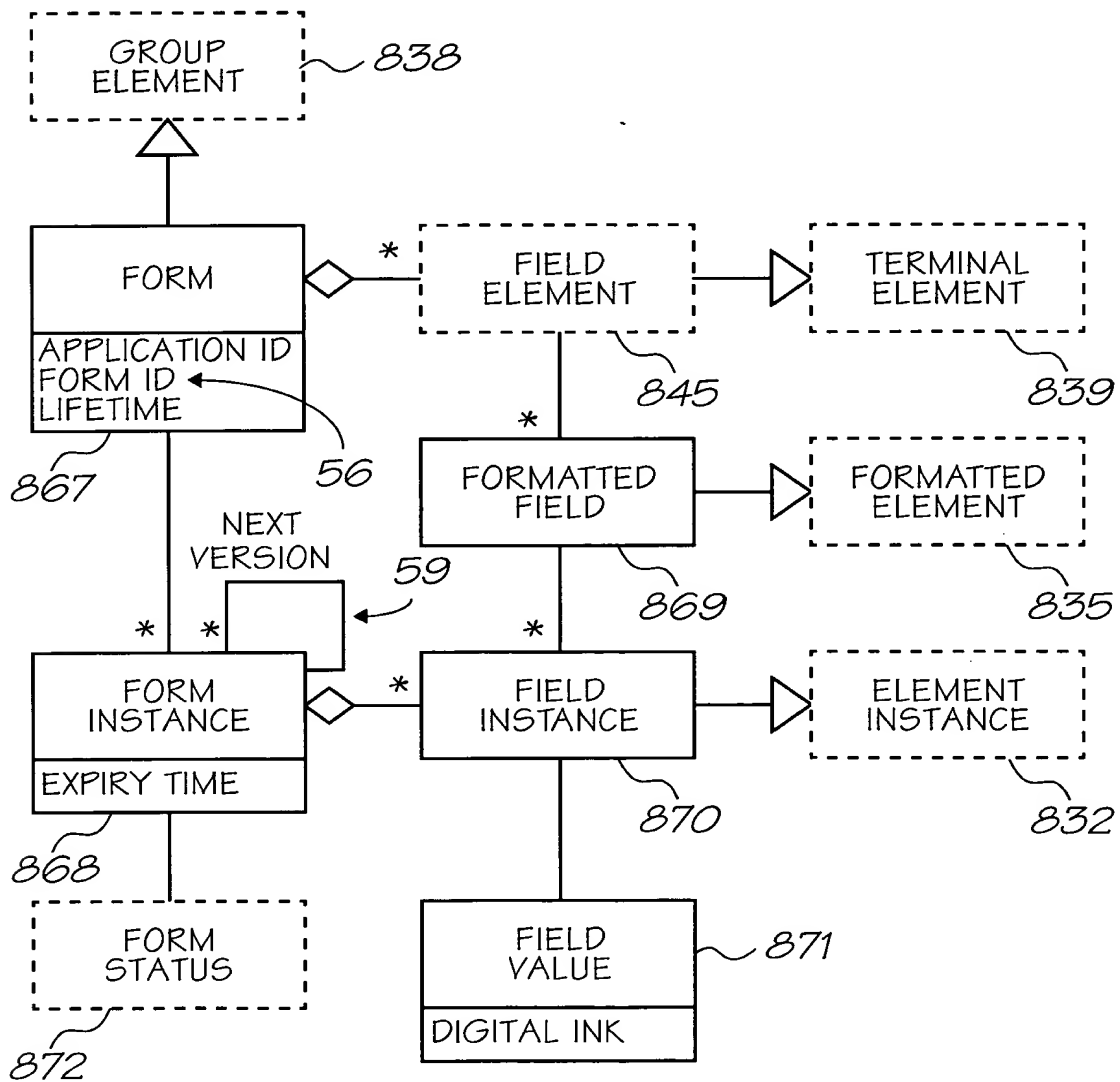 GROUP
ELEMENT
838
FORM
*
FIELD
ELEMENT
TERMINAL
ELEMENT
APPLICATION ID
FORM ID
LIFETIME
845
839
867
56
*
FORMATTED
FIELD
FORMATTED
ELEMENT
NEXT
VERSION
59
869
835
*
*
*
FORM
INSTANCE
*
FIELD
INSTANCE
ELEMENT
INSTANCE
EXPIRY TIME
870
832
868
FORM
STATUS
FIELD
VALUE
871
872
DIGITAL INK